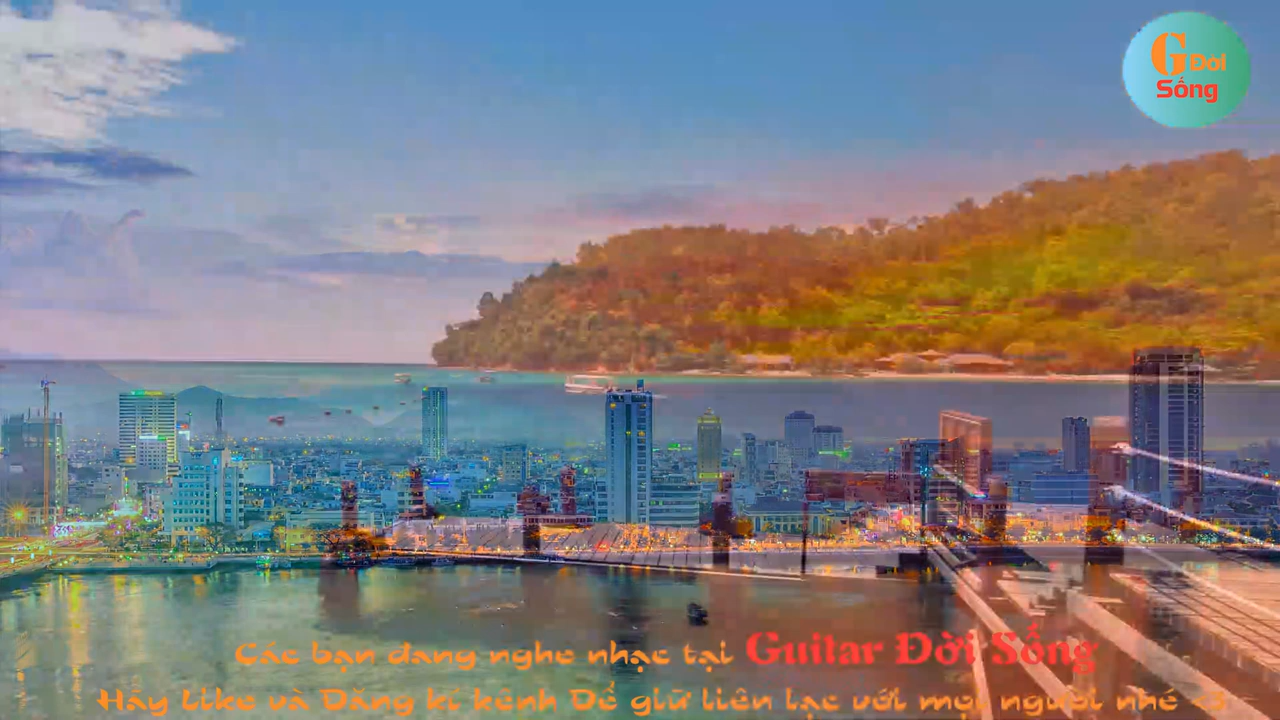 G Đời
Sống
Các bạn đang nghe nhạc tại Guitar Đời Sống
Hãy Like và Đăng kí kênh Để giữ liên lạc với mọi người nhé <3